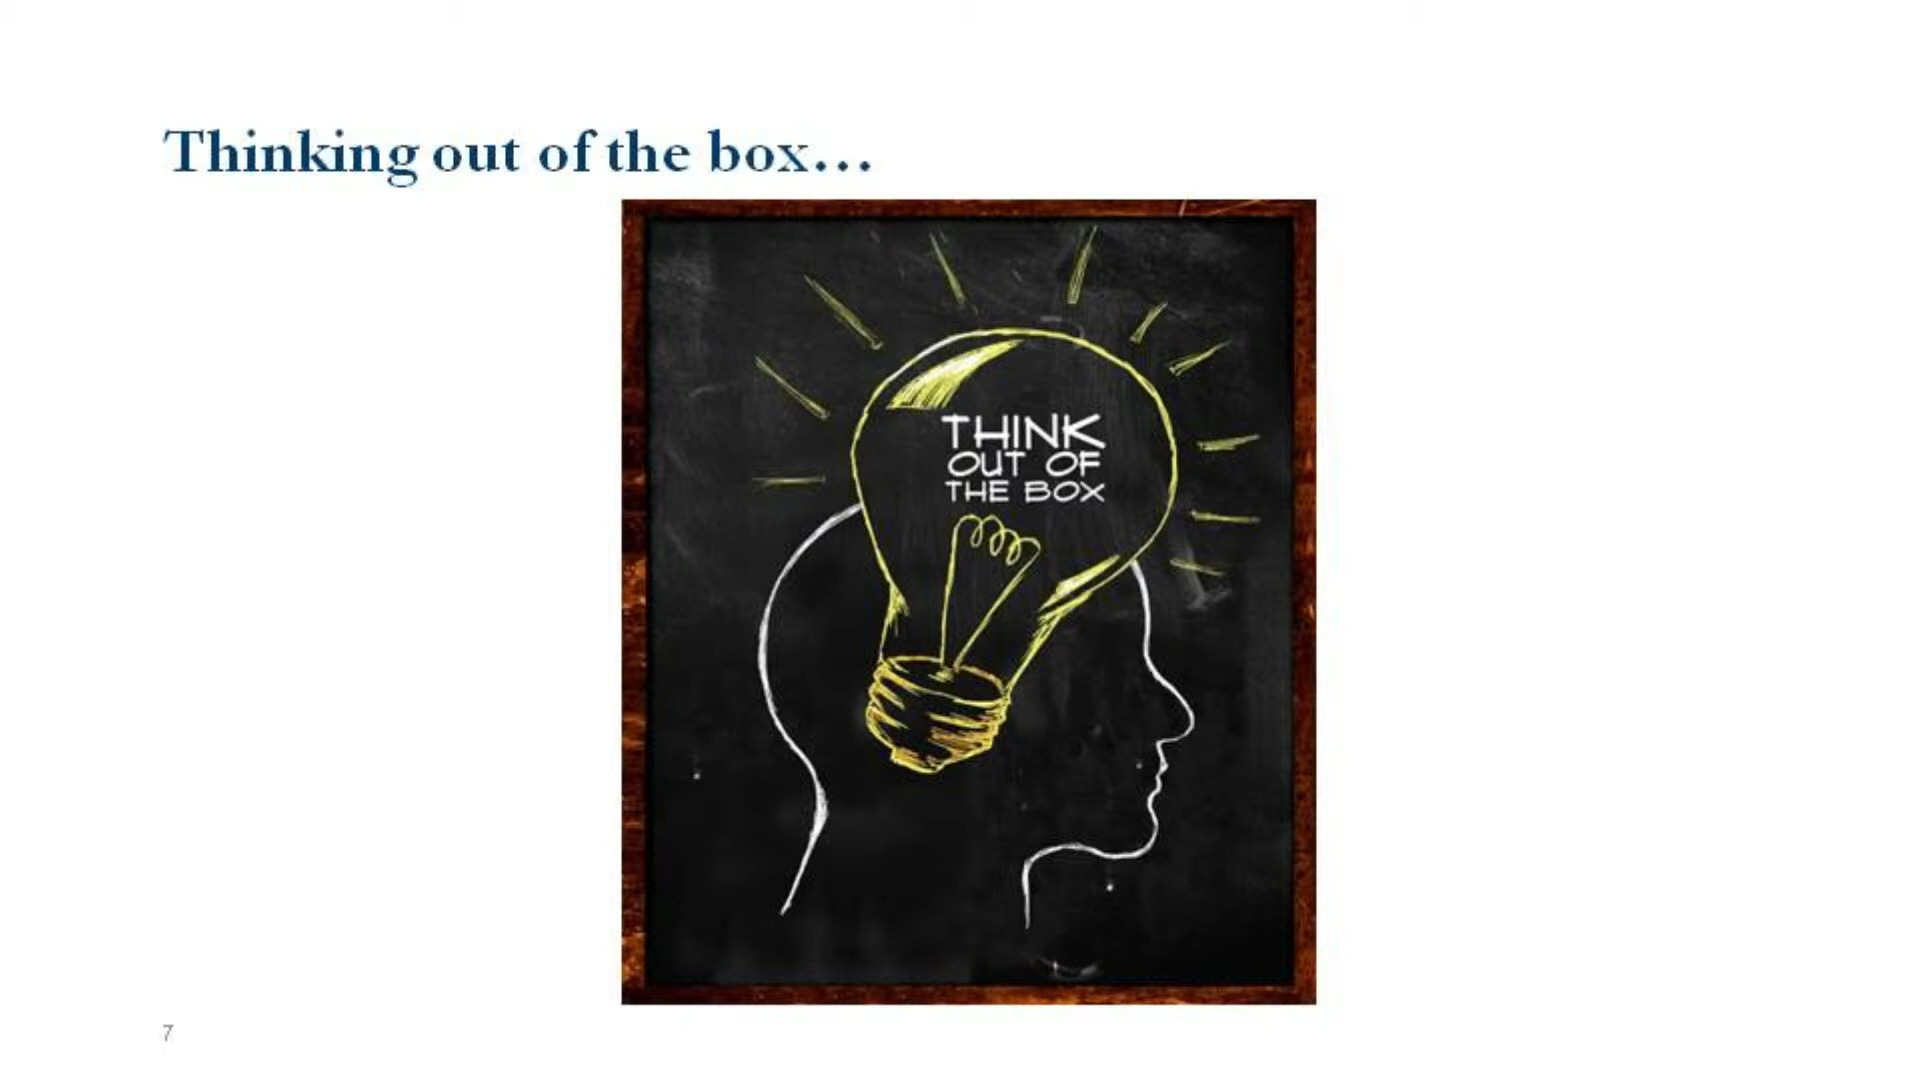 Thinking out of the box…
THINK
OUT OF
THE BOX
7